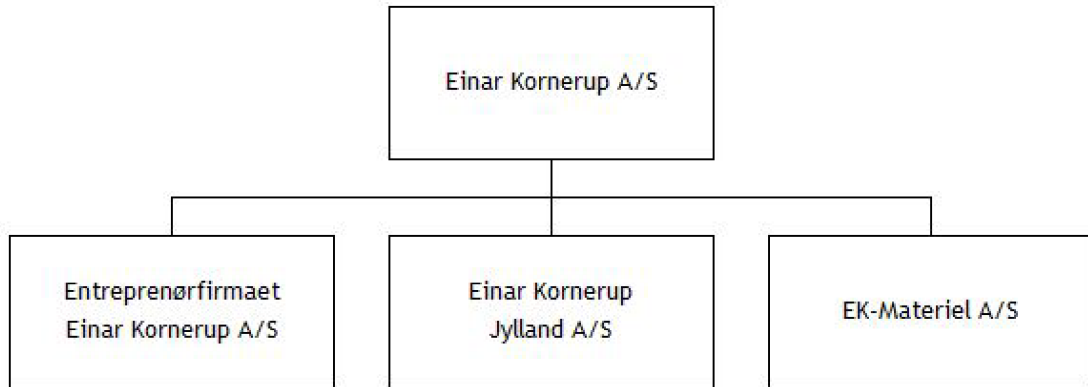 Einar Kornerup A/S
Entreprenørfirmaet
Einar Kornerup A/S
Einar Kornerup
Jylland A/S
EK-Materiel A/S